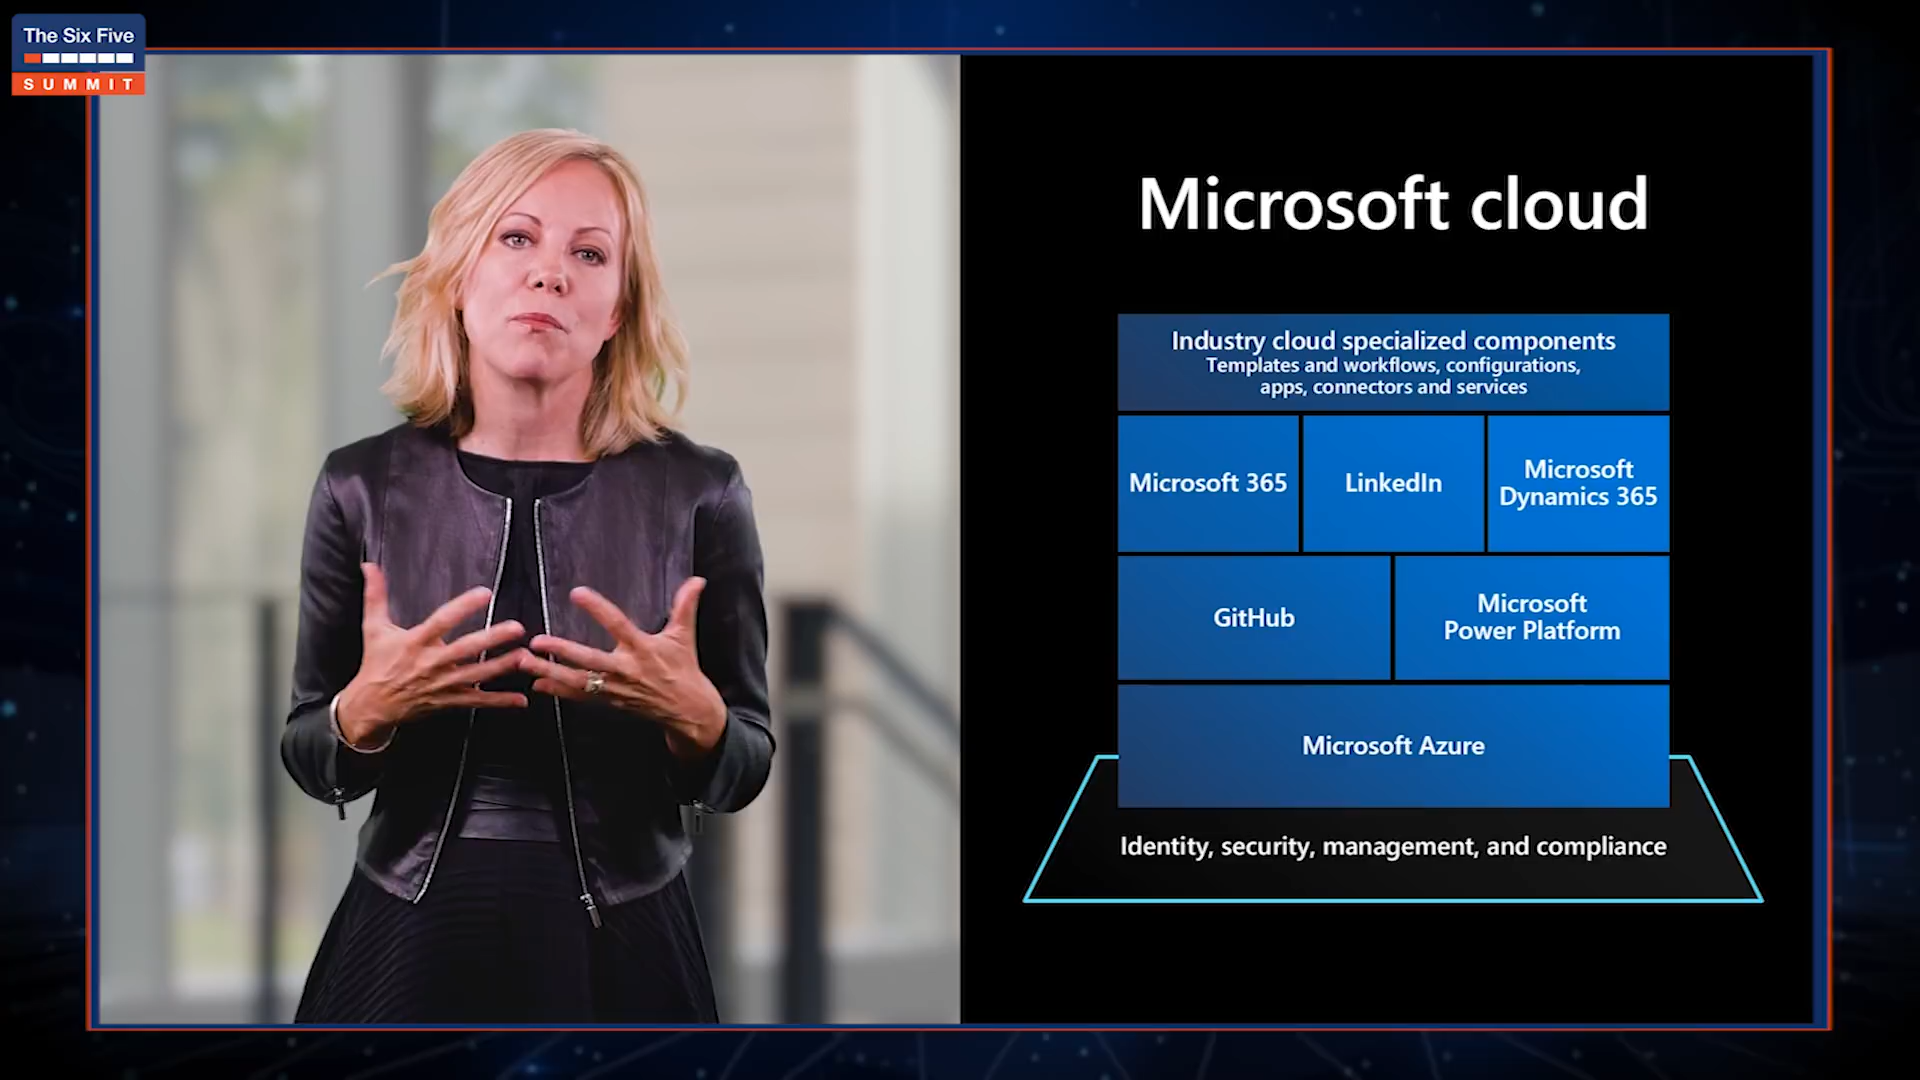 The Six Five
SUMMIT
Microsoft cloud
Industry cloud specialized components
Templates and workflows, configurations,
apps, connectors and services
Microsoft 365
LinkedIn
Microsoft
Dynamics 365
GitHub
Microsoft
Power Platform
Microsoft Azure
Identity, security, management, and compliance